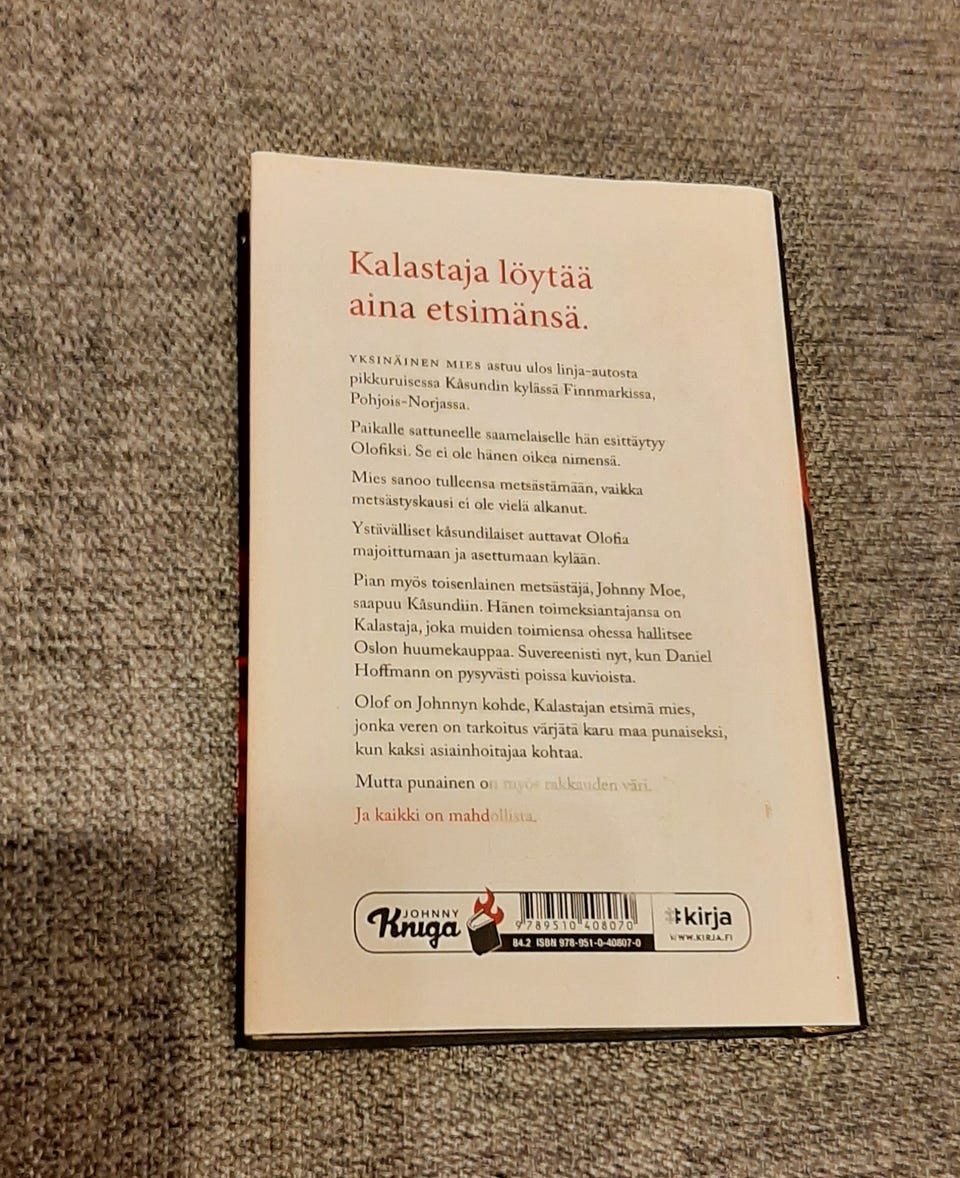 Kalastaja löytää
aina etsimänsä.
YKSINÄINEN MIES astuu ulos linja-autosta
pikkuruisessa Kåsundin kylässä Finnmarkissa,
Pohjois-Norjassa.
Paikalle sattuneelle saamelaiselle hän esittäytyy
Olofiksi. Se ei ole hänen oikea nimensä.
Mies sanoo tulleensa metsästämään, vaikka
metsästyskausi ei ole vielä alkanut.
Ystävälliset kåsundilaiset auttavat Olofia
majoittumaan ja asettumaan kylään.
Pian myös toisenlainen metsästäjä, Johnny Moe,
saapuu Kåsundiin. Hänen toimeksiantajansa on
Kalastaja, joka muiden toimiensa ohessa hallitsee
Oslon huumekauppaa. Suvereenisti nyt, kun Daniel
Hoffmann on pysyvästi poissa kuvioista.
Olof on Johnnyn kohde, Kalastajan etsimä mies,
jonka veren on tarkoitus värjätä karu maa punaiseksi,
kun kaksi asiainhoitajaa kohtaa.
Mutta punainen on myös rakkauden väri.
Ja kaikki on mahdollista.
JOHNNY
Kniga
9 789510 408070
84.2 ISBN 978-951-0-40807-0
#kirja
WWW.KIRJA.FI